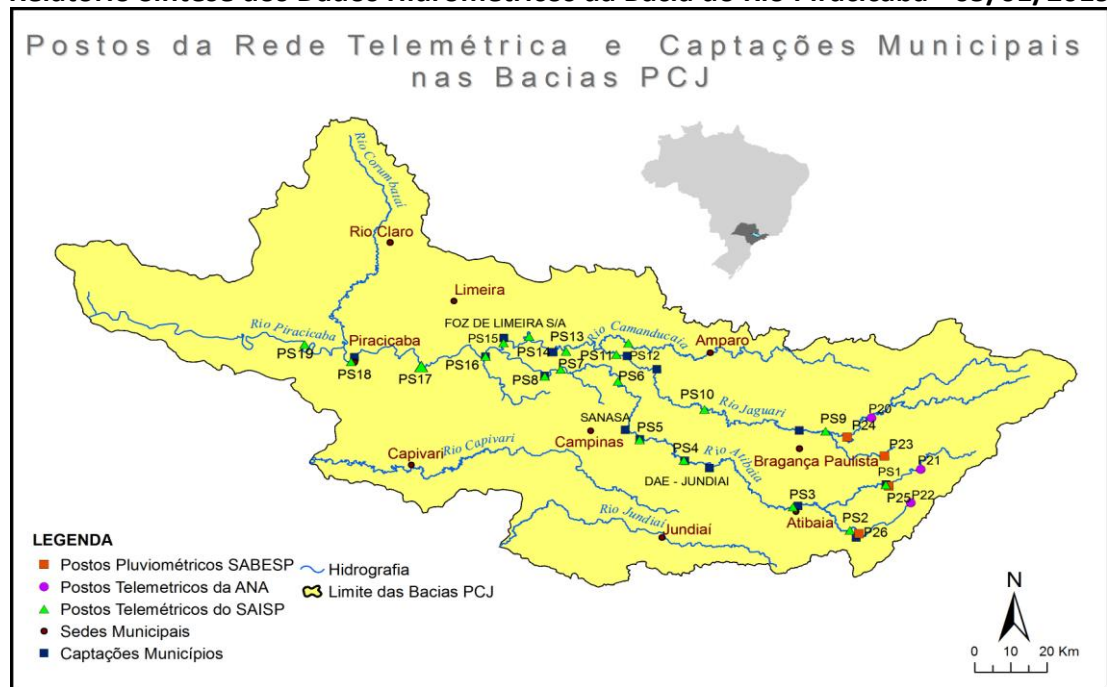 Relatório Síntese dos Dados Hidrométricos da Bacia do Rio Piracicaba
Postos da Rede Telemétrica e Captações Municipais
nas Bacias PCJ
Rio Corumbataí
Rio Claro
Limeira
FOZ DE LIMEIRA S/A
Rio Camanducaia
Rio Piracicaba
Piracicaba
PS15
PS13
PS14
PS11
PS12
Amparo
PS19
PS18
PS17
PS16
PS8
PS7
PS6
PS10
Rio Jaguari
PS9
P20
P24
SANASA
PS5
Campinas
Rio Capivari
Capivari
PS4
Rio Atibaia
Bragança Paulista
P23
P21
DAE - JUNDIAI
PS1
P25
P22
PS3
Atibaia
PS2
P26
Rio Jundiaí
Jundiaí
LEGENDA
Postos Pluviométricos SABESP
Postos Telemetricos da ANA
Postos Telemétricos do SAISP
Sedes Municipais
Captações Municípios
Hidrografia
Limite das Bacias PCJ
N
0 10 20 Km